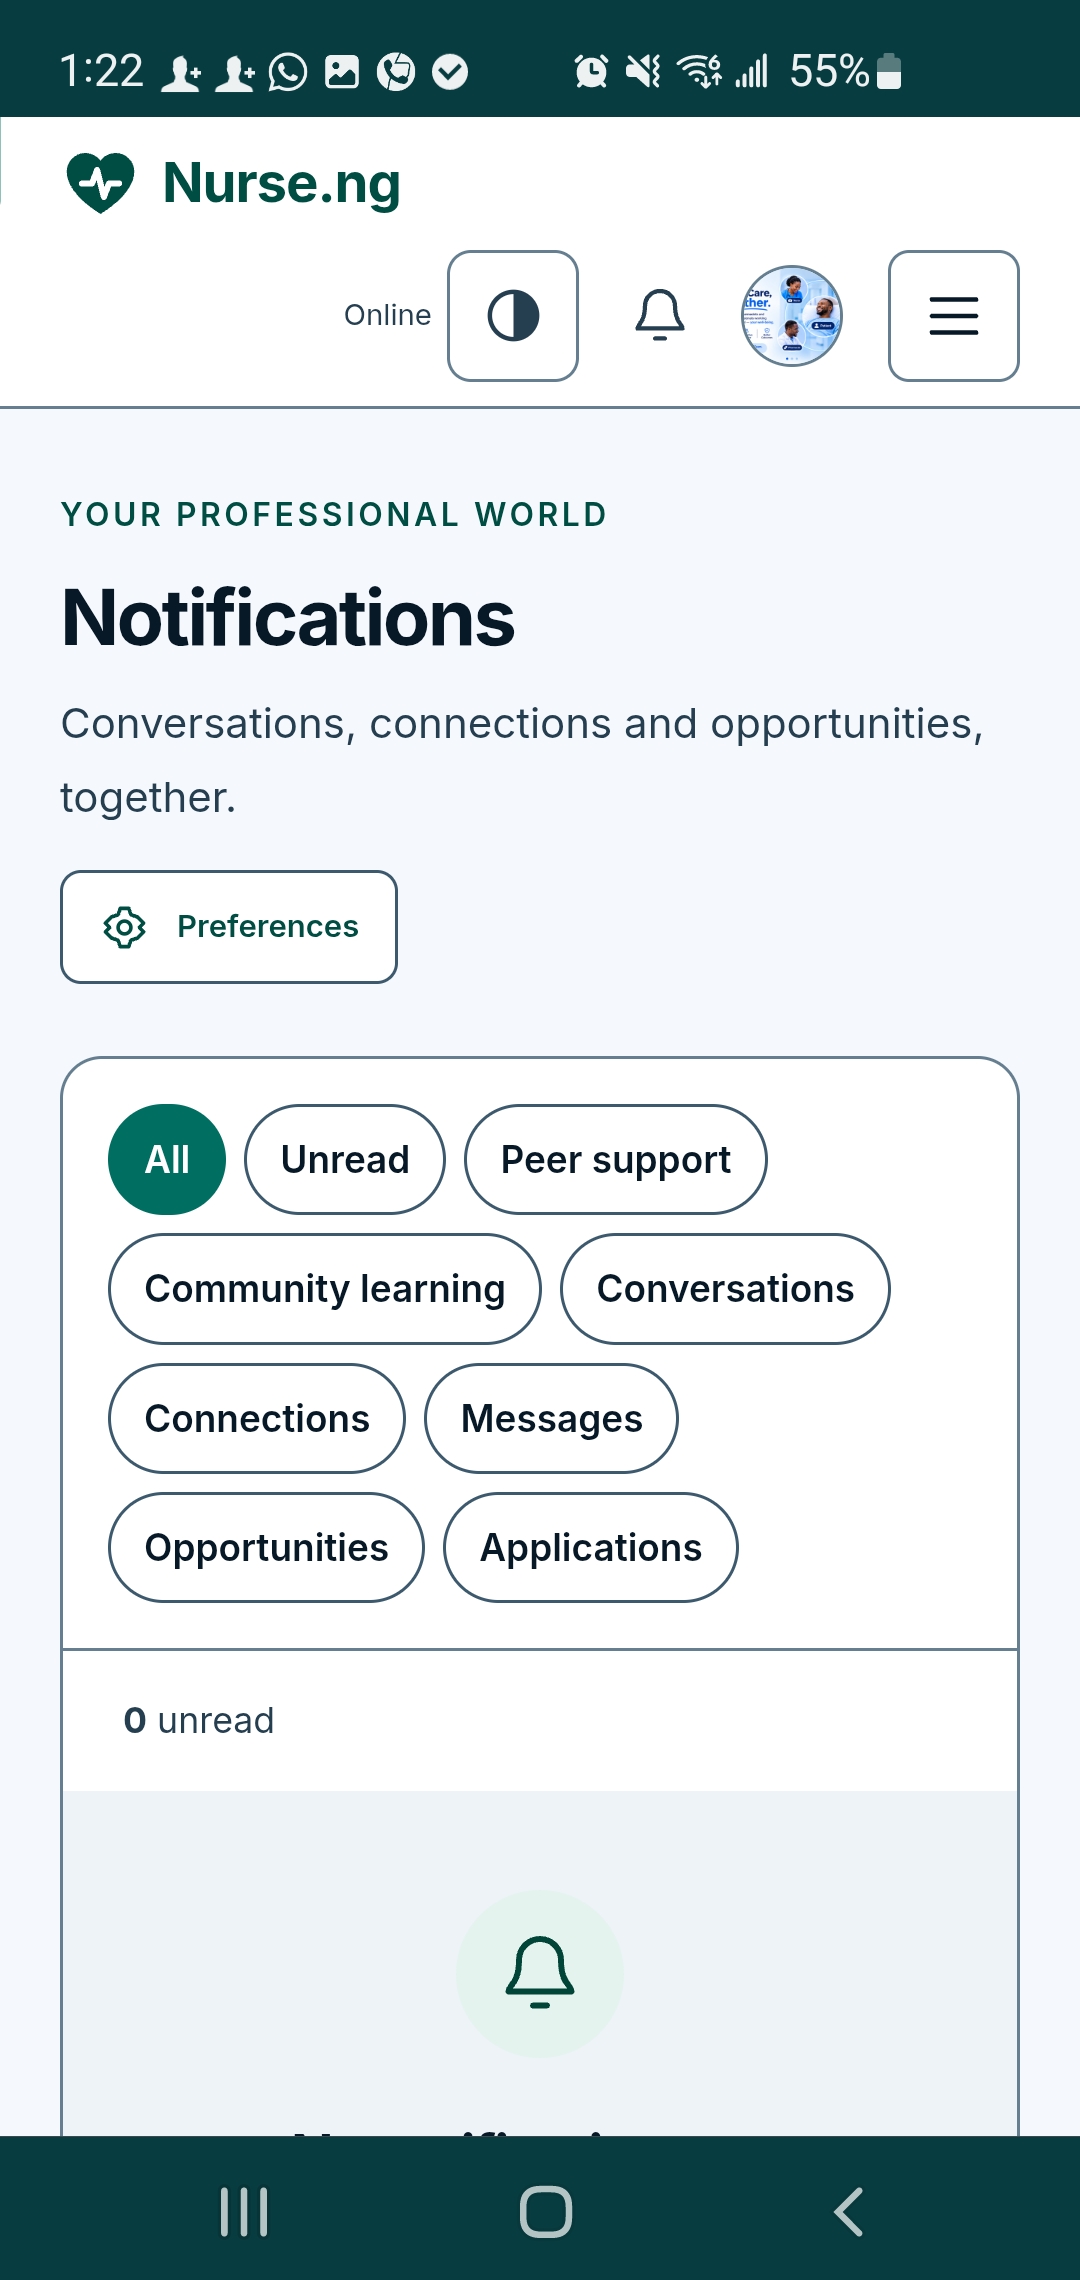 1:22
55%
Nurse.ng
Online
YOUR PROFESSIONAL WORLD
Notifications
Conversations, connections and opportunities,
together.
Preferences
All
Unread
Peer support
Community learning
Conversations
Connections
Messages
Opportunities
Applications
0 unread